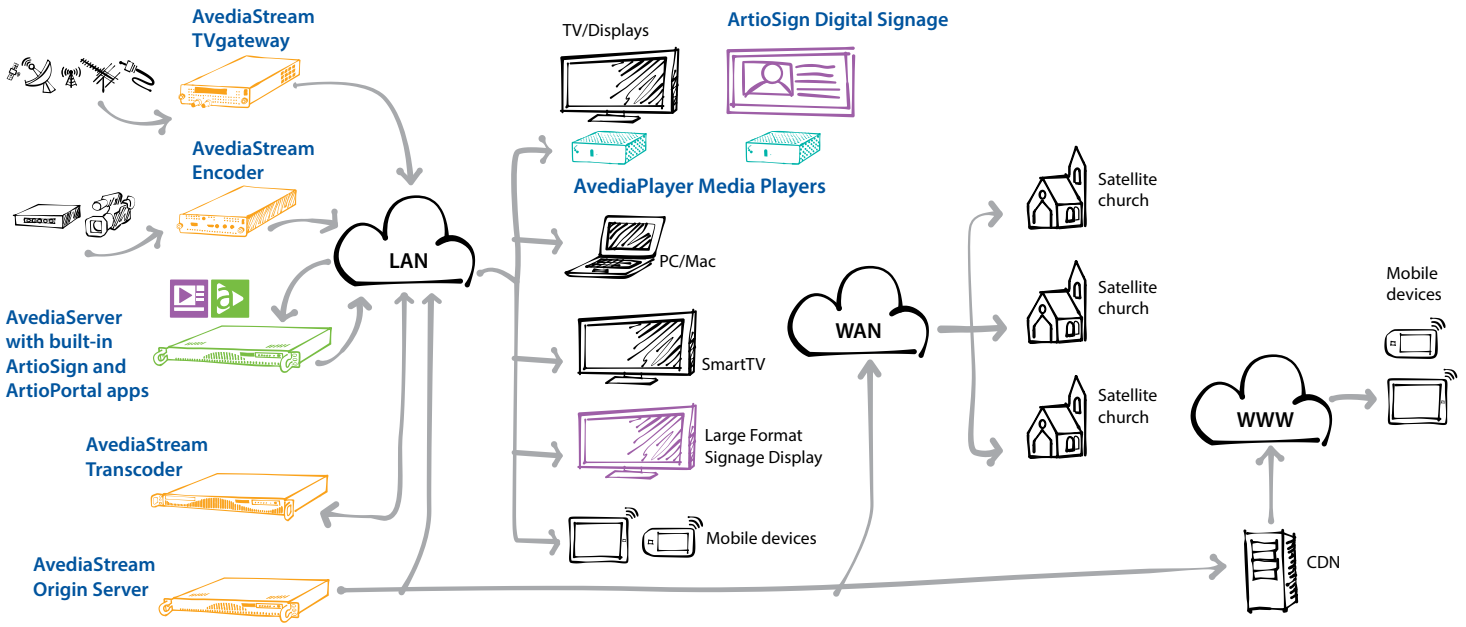 AvediaStream
TVgateway
TV/Displays
ArtioSign Digital Signage
AvediaStream
Encoder
AvediaPlayer Media Players
LAN
PC/Mac
AvediaServer
with built-in
ArtioSign and
ArtioPortal apps
SmartTV
Large Format
Signage Display
AvediaStream
Transcoder
Mobile devices
AvediaStream
Origin Server
WAN
Satellite
church
Satellite
church
Satellite
church
Mobile
devices
WWW
CDN